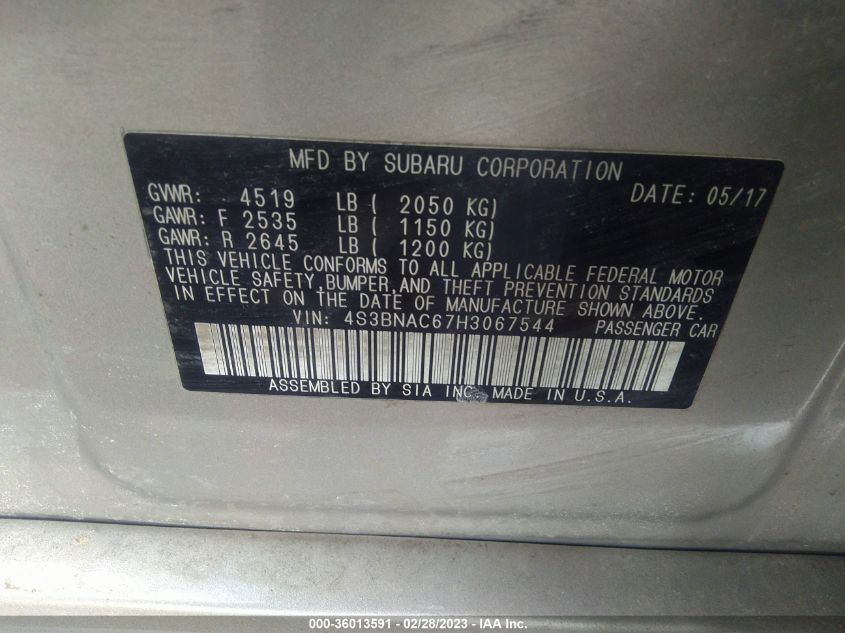 MFD BY SUBARU CORPORATION
GVWR: 4519 LB ( 2050 KG) DATE: 05/17
GAWR: F 2535 LB ( 1150 KG)
GAWR: R 2645 LB ( 1200 KG)
THIS VEHICLE CONFORMS TO ALL APPLICABLE FEDERAL MOTOR
VEHICLE SAFETY, BUMPER, AND THEFT PREVENTION STANDARDS
IN EFFECT ON THE DATE OF MANUFACTURE SHOWN ABOVE.
VIN: 4S3BNAC67H3067544 PASSENGER CAR
ASSEMBLED BY SIA INC. MADE IN U.S.A.
000-36013591 - 02/28/2023 - IAA Inc.